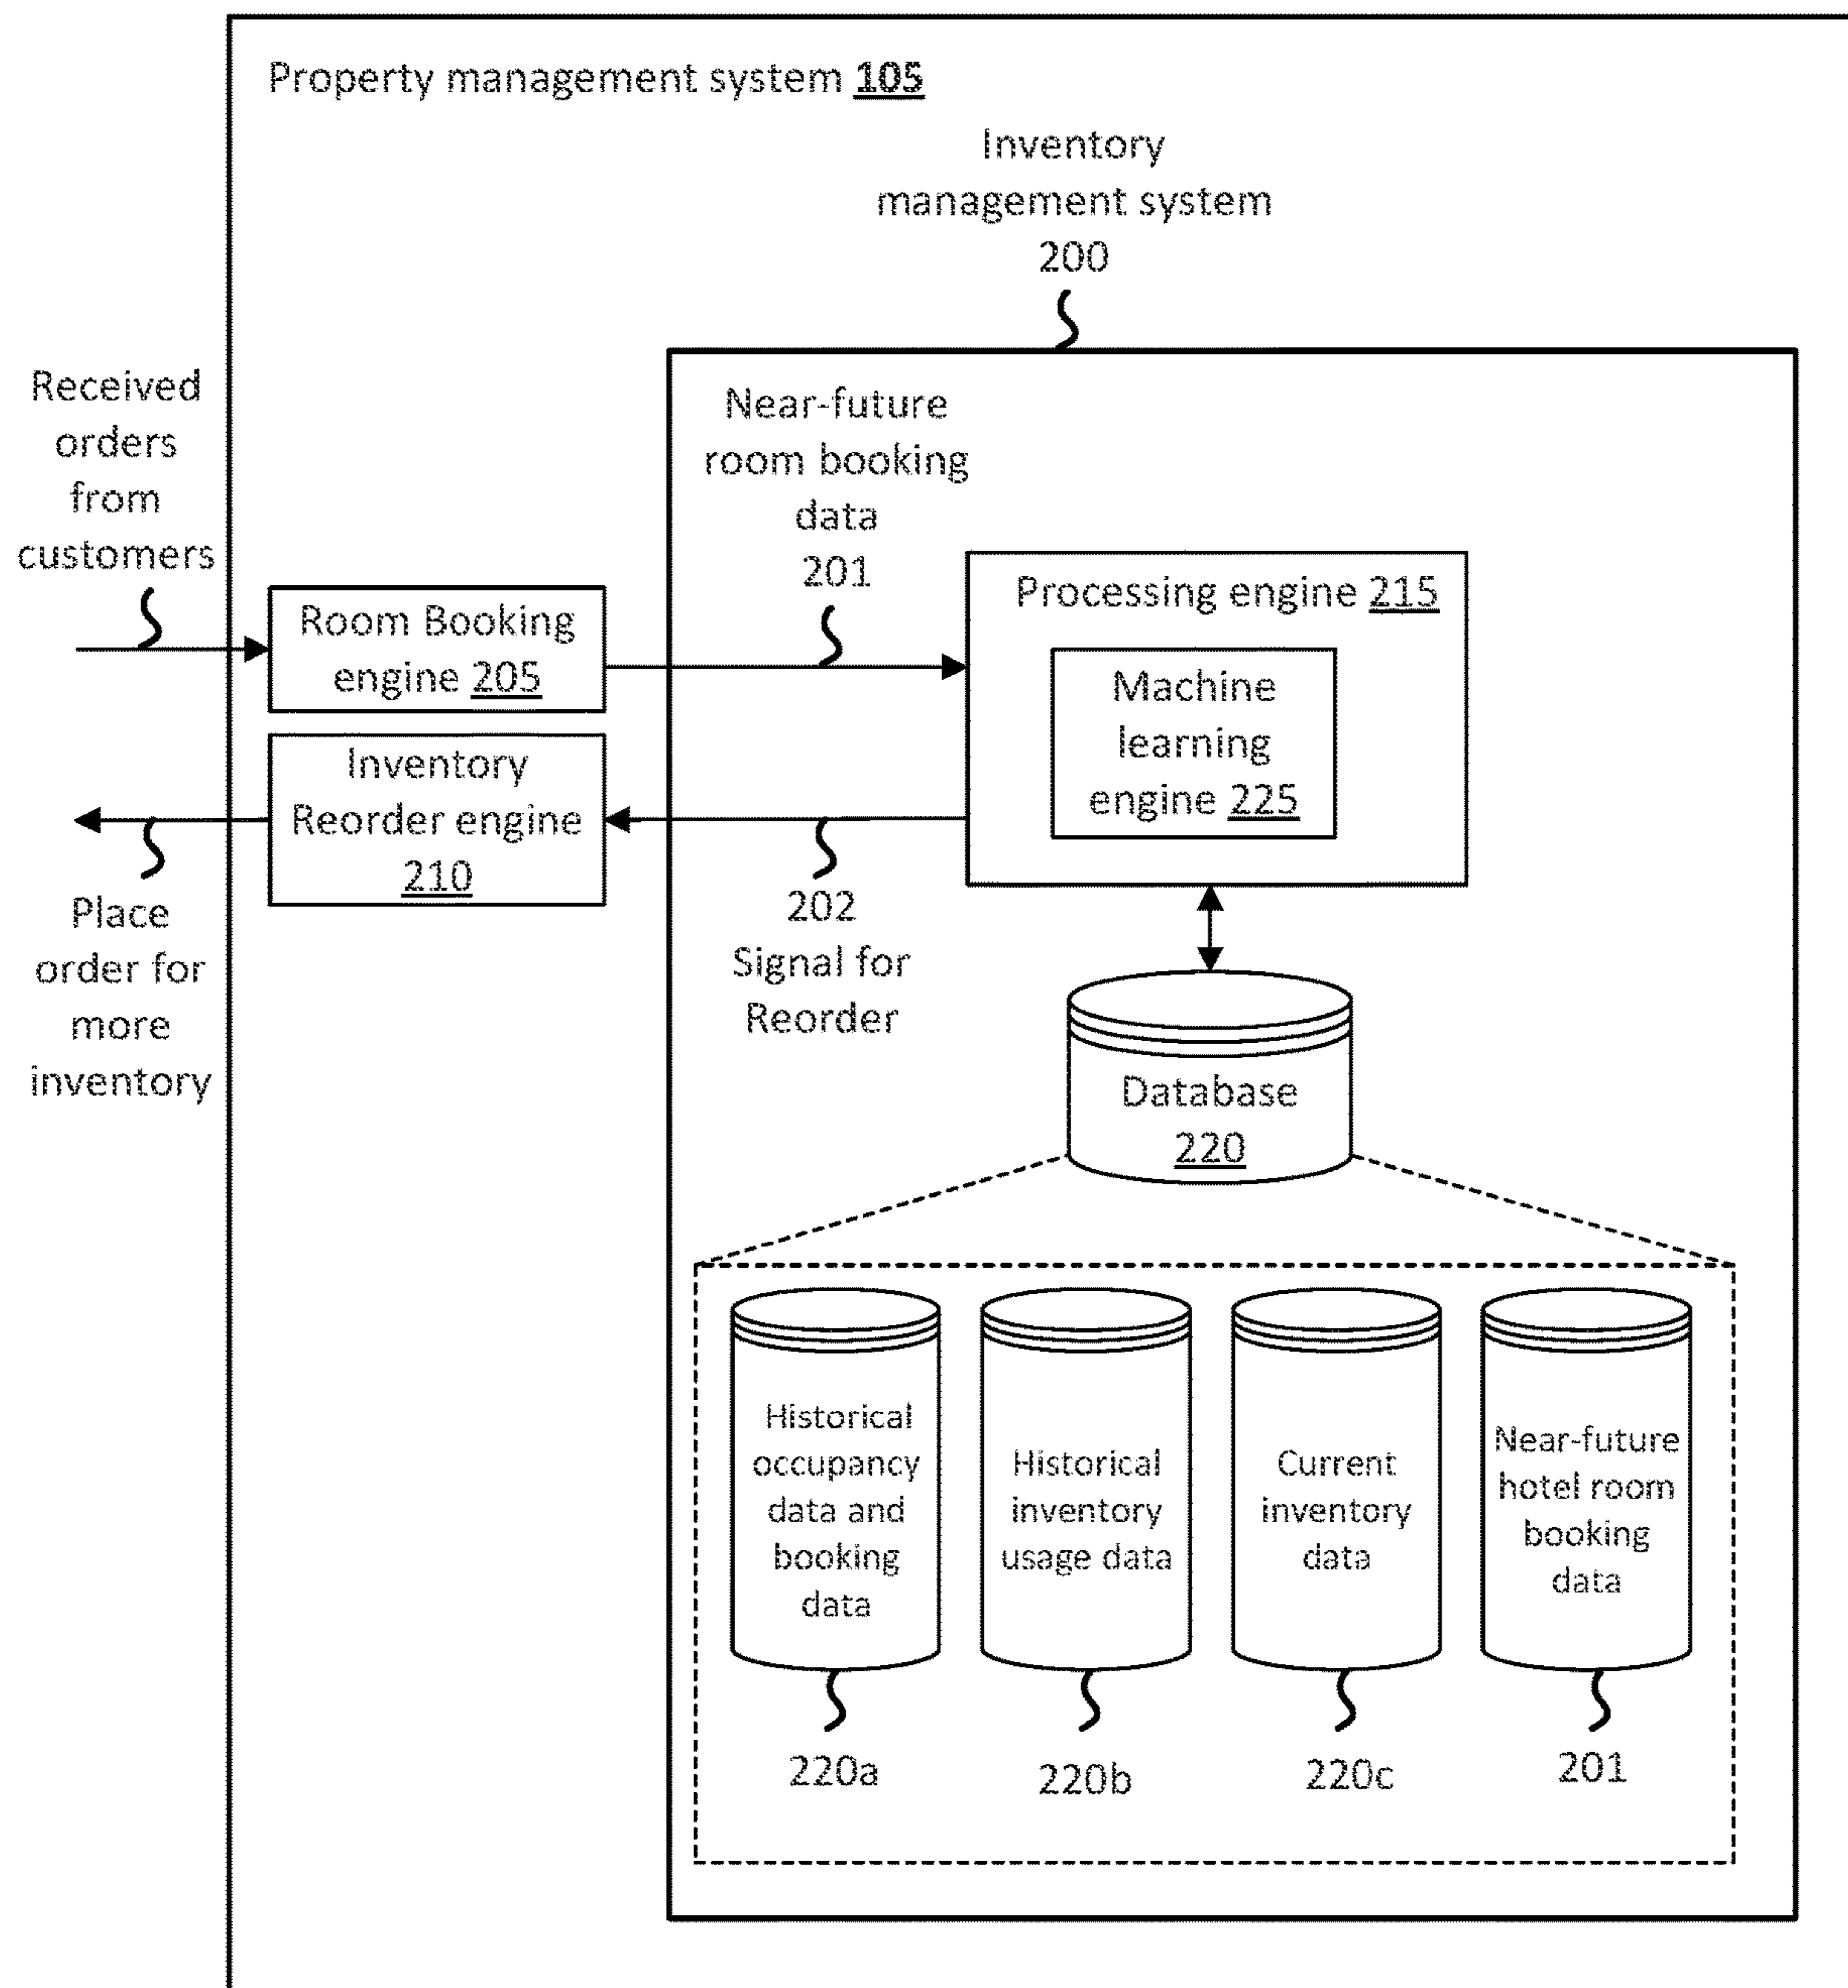 Property management system 105
Inventory
management system
200
Received
orders
from
customers
Near-future
room booking
data
201
Room Booking
engine 205
Processing engine 215
Machine
learning
engine 225
Inventory
Reorder engine
210
Place
order for
more
inventory
202
Signal for
Reorder
Database
220
Historical
occupancy
data and
booking
data
Historical
inventory
usage data
Current
inventory
data
Near-future
hotel room
booking
data
220a
220b
220c
201